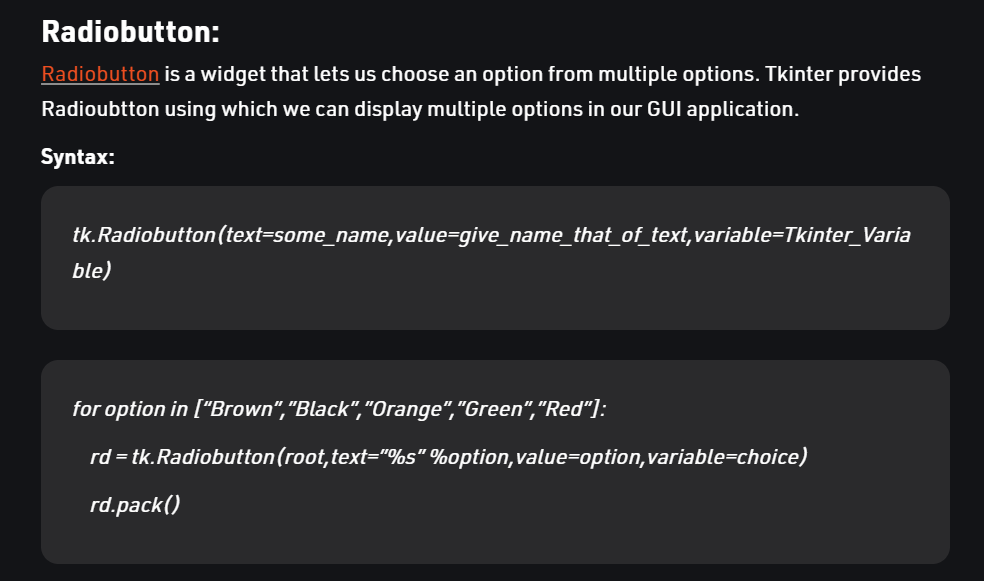 Radiobutton:
Radiobutton is a widget that lets us choose an option from multiple options. Tkinter provides
Radioubtton using which we can display multiple options in our GUI application.
Syntax:
tk.Radiobutton(text=some_name,value=give_name_that_of_text,variable=Tkinter_Varia
ble)
for option in [“Brown”,”Black”,”Orange”,”Green”,”Red”]:
rd = tk.Radiobutton(root,text=”%s” %option,value=option,variable=choice)
rd.pack()